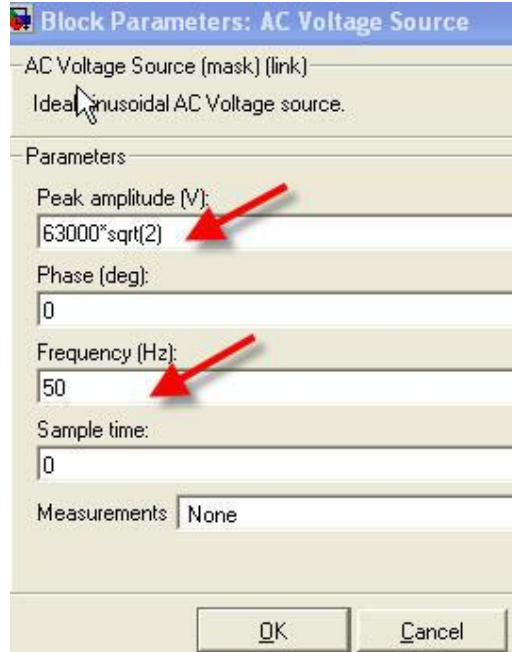 Block Parameters: AC Voltage Source
AC Voltage Source (mask) (link)
Ideal sinusoidal AC Voltage source.
Parameters
Peak amplitude (V):
63000*sqrt(2)
Phase (deg):
0
Frequency (Hz):
50
Sample time:
0
Measurements None
OK Cancel